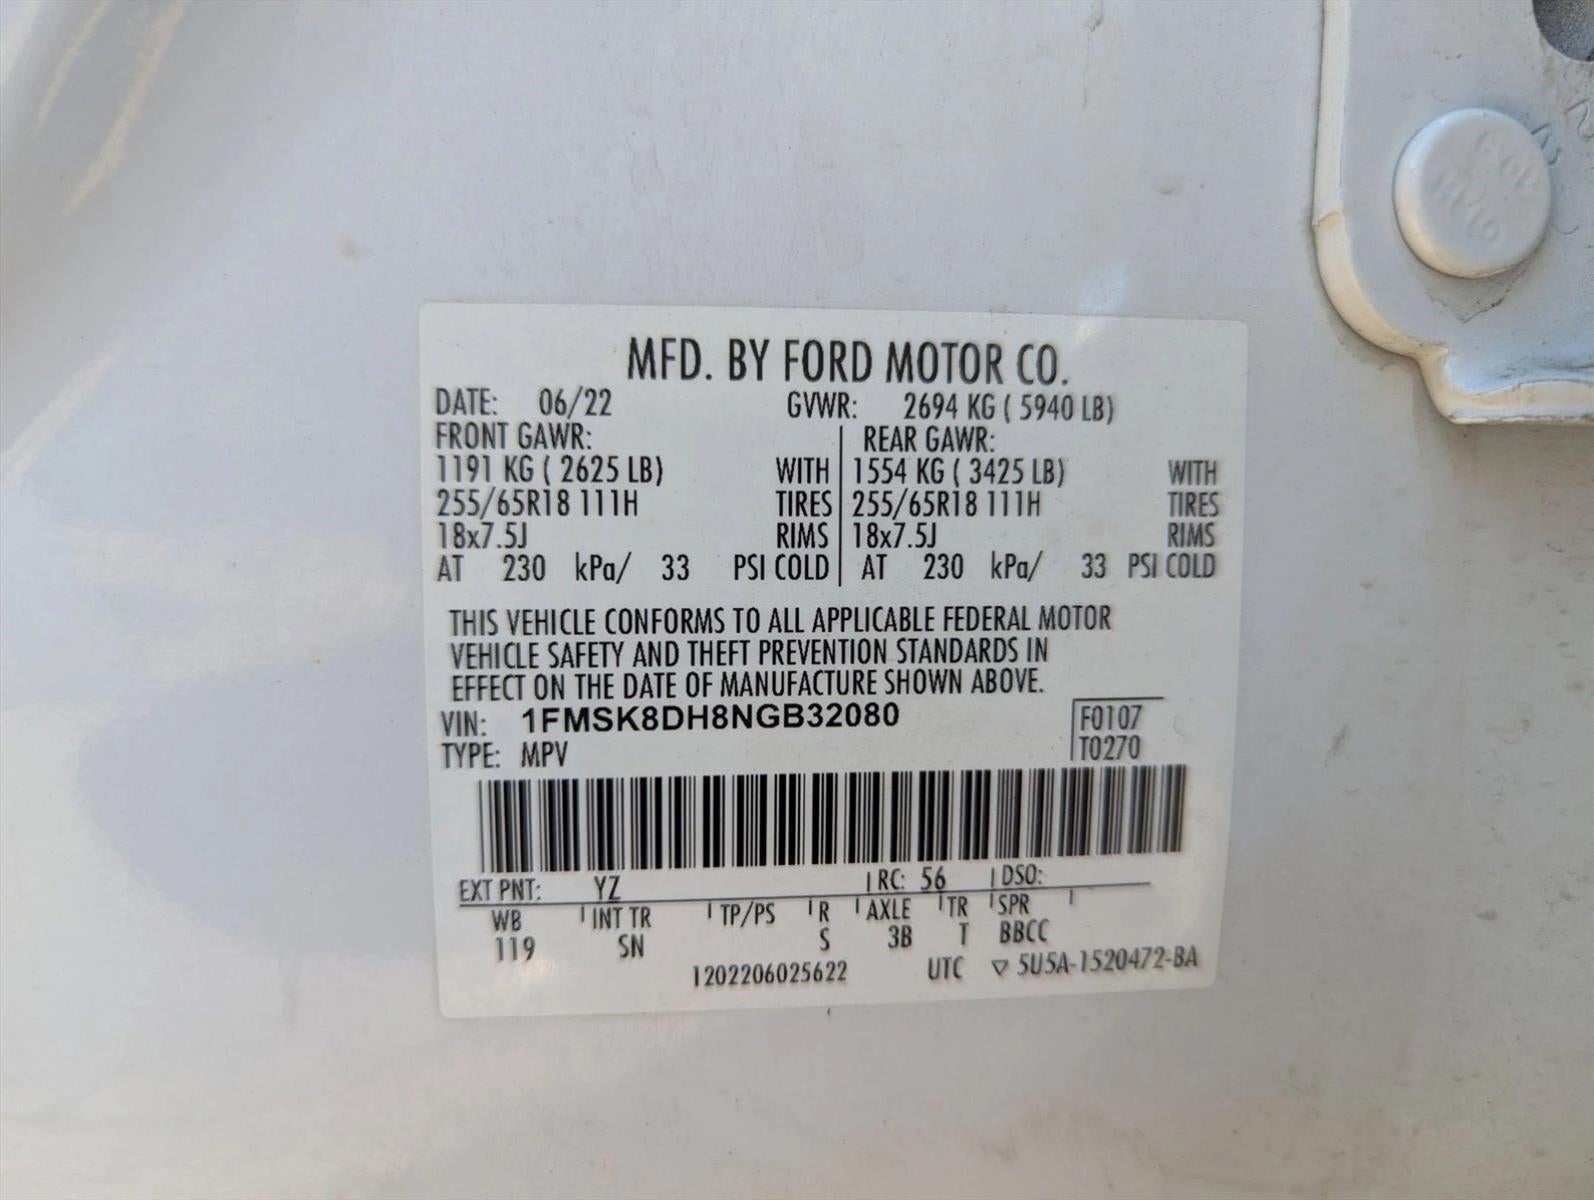 MFD. BY FORD MOTOR CO.
DATE: 06/22 GVWR: 2694 KG ( 5940 LB)
FRONT GAWR: REAR GAWR:
1191 KG ( 2625 LB) WITH 1554 KG ( 3425 LB) WITH
255/65R18 111H TIRES 255/65R18 111H TIRES
18x7.5J RIMS 18x7.5J RIMS
AT 230 kPa/ 33 PSI COLD AT 230 kPa/ 33 PSI COLD
THIS VEHICLE CONFORMS TO ALL APPLICABLE FEDERAL MOTOR
VEHICLE SAFETY AND THEFT PREVENTION STANDARDS IN
EFFECT ON THE DATE OF MANUFACTURE SHOWN ABOVE.
VIN: 1FMSK8DH8NGB32080 F0107
TYPE: MPV T0270
EXT PNT: YZ RC: 56 DSO:
WB INT TR TP/PS R AXLE TR SPR
119 SN S 3B T BBCC
1202206025622 UTC ▽ 5U5A-1520472-BA